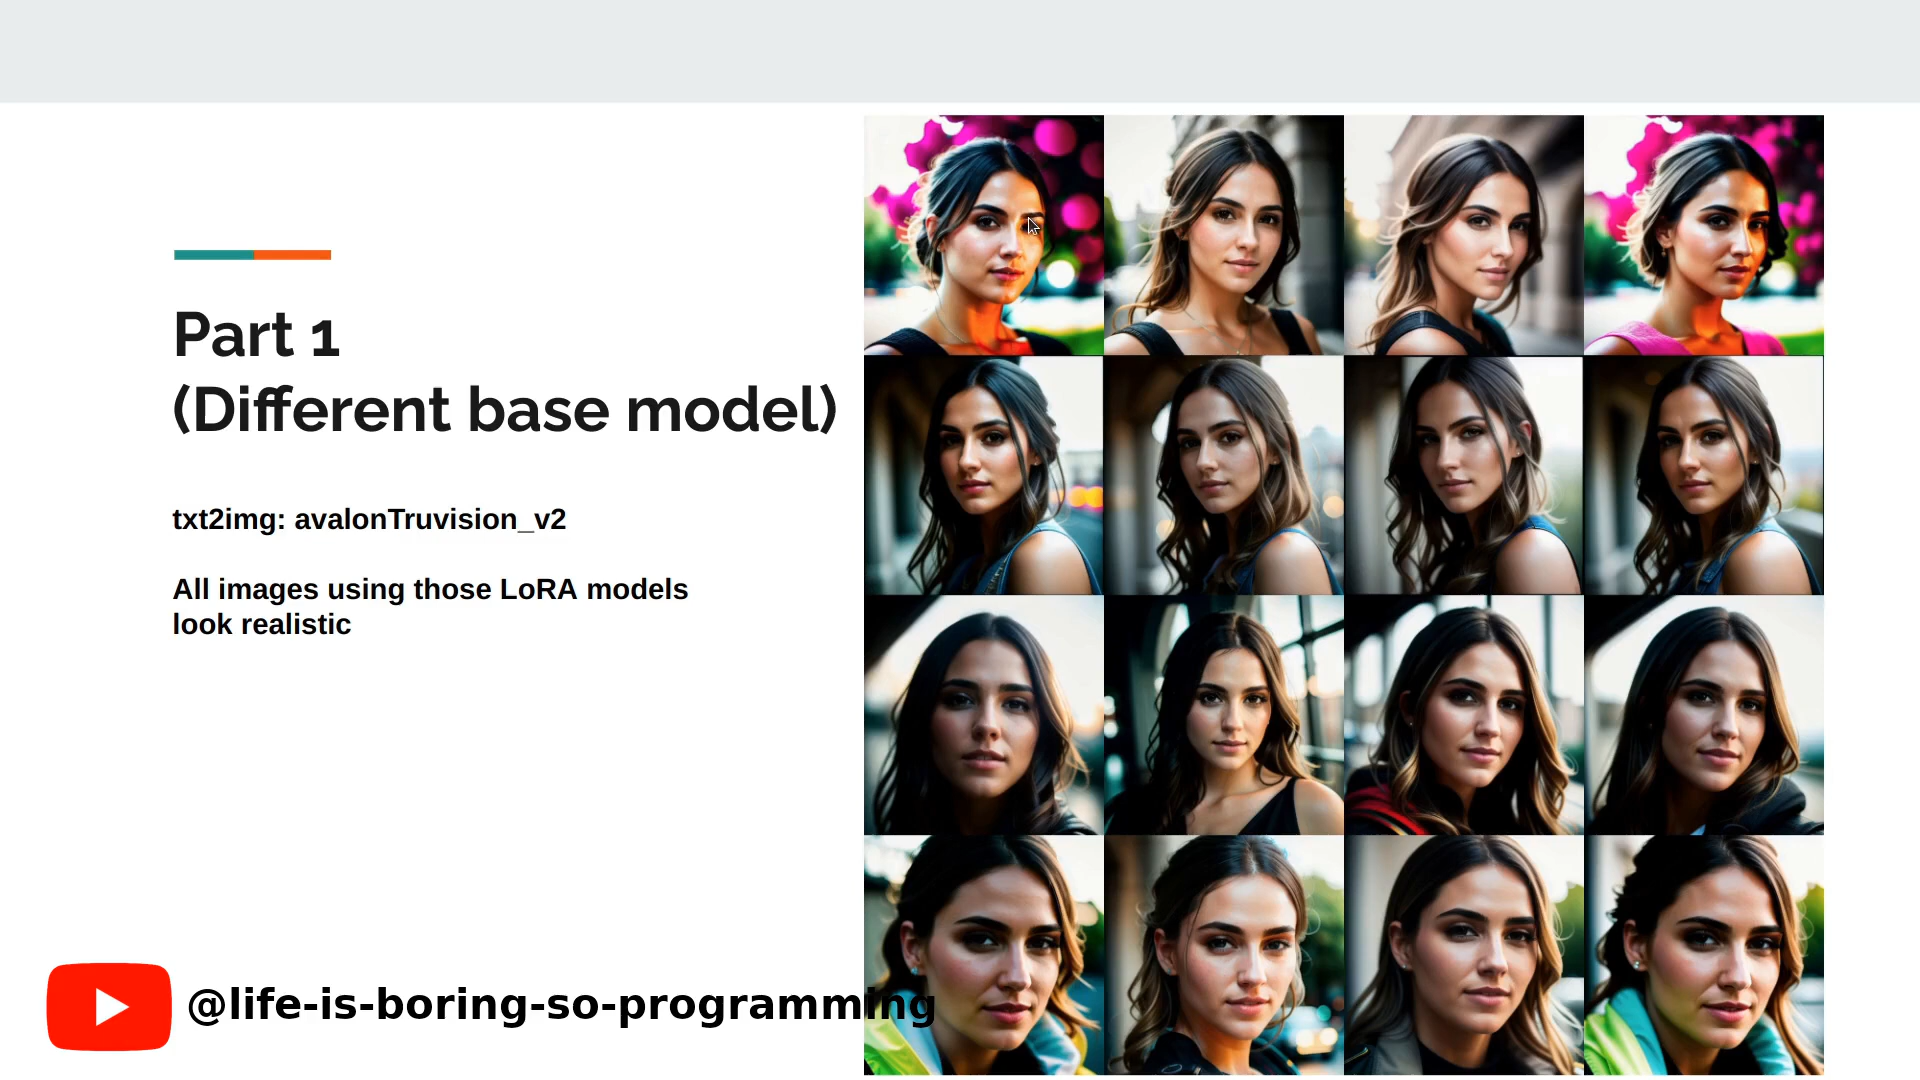 Part 1
(Different base model)
txt2img: avalonTruvision_v2
All images using those LoRA models
look realistic
@life-is-boring-so-programming